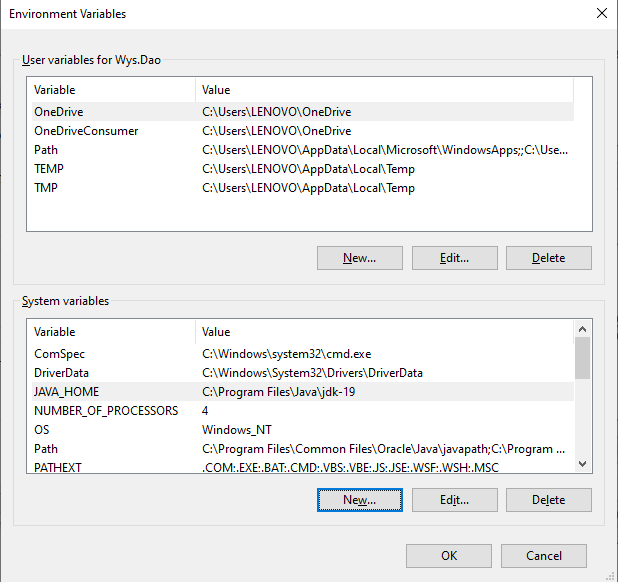 Environment Variables
User variables for Wys.Dao
Variable Value
OneDrive C:\Users\LENOVO\OneDrive
OneDriveConsumer C:\Users\LENOVO\OneDrive
Path C:\Users\LENOVO\AppData\Local\Microsoft\WindowsApps;;C:\Use...
TEMP C:\Users\LENOVO\AppData\Local\Temp
TMP C:\Users\LENOVO\AppData\Local\Temp
New... Edit... Delete
System variables
Variable Value
ComSpec C:\Windows\system32\cmd.exe
DriverData C:\Windows\System32\Drivers\DriverData
JAVA_HOME C:\Program Files\Java\jdk-19
NUMBER_OF_PROCESSORS 4
OS Windows_NT
Path C:\Program Files\Common Files\Oracle\Java\javapath;C:\Program ...
PATHEXT .COM;.EXE;.BAT;.CMD;.VBS;.VBE;.JS;.JSE;.WSF;.WSH;.MSC
New... Edit... Delete
OK Cancel